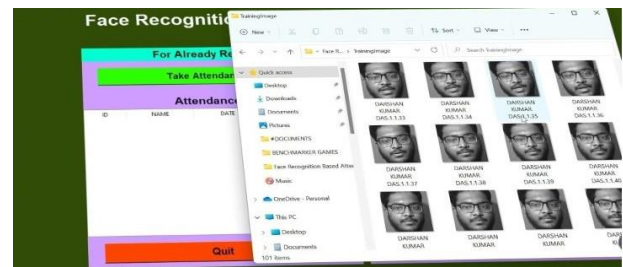 Face Recognitio
For Already Re
Take Attendan
Attendanc
ID NAME DATE
Quit
TrainingImage
New
Sort
View
Face R... TrainingImage
Search TrainingImage
Quick access
Desktop
Downloads
Documents
Pictures
#DOCUMENTS
BENCHMARKER GAMES
Face Recognition Based Atten
Music
OneDrive - Personal
This PC
Desktop
Documents
101 items
DARSHAN
KUMAR
DAS.1.1.33
DARSHAN
KUMAR
DAS.1.1.34
DARSHAN
KUMAR
DAS.1.1.35
DARSHAN
KUMAR
DAS.1.1.36
DARSHAN
KUMAR
DAS.1.1.37
DARSHAN
KUMAR
DAS.1.1.38
DARSHAN
KUMAR
DAS.1.1.39
DARSHAN
KUMAR
DAS.1.1.40
DARSHAN
KUMAR
DARSHAN
KUMAR
DARSHAN
KUMAR
DARSHAN
KUMAR